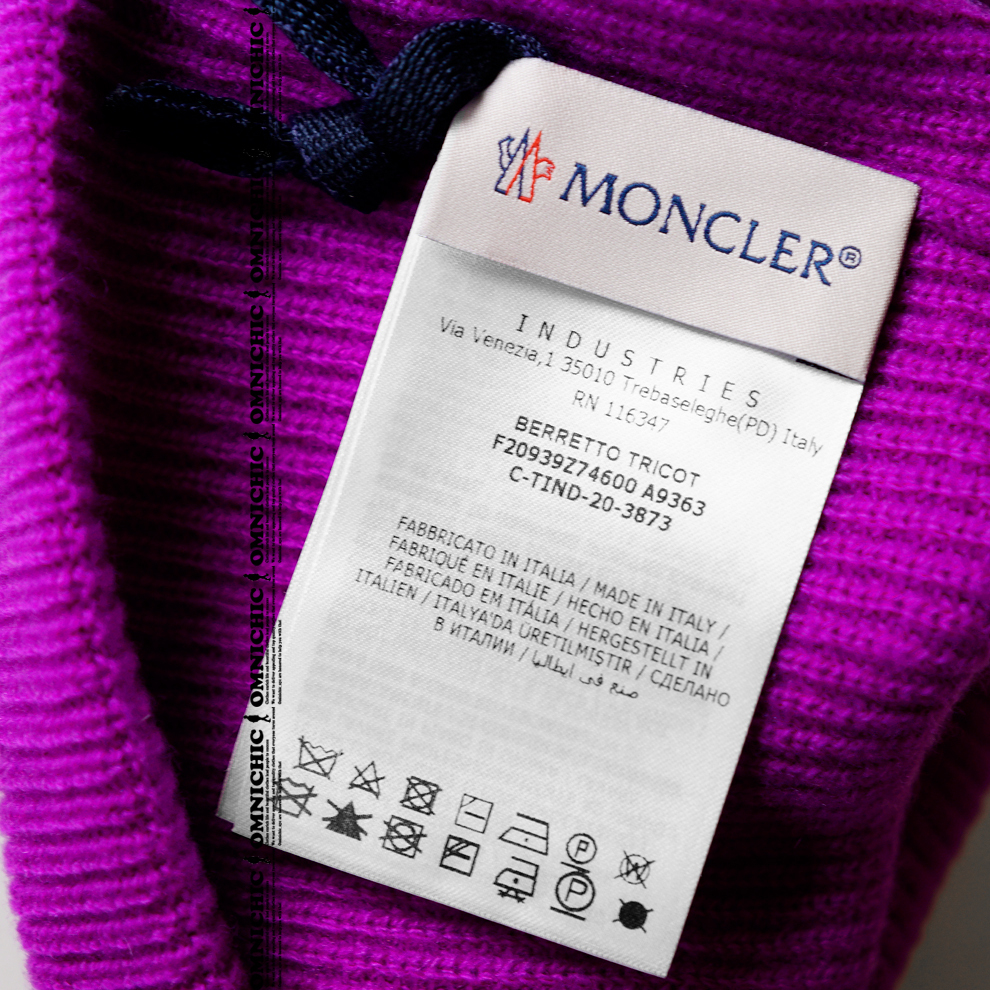 MONCLER®
INDUSTRIES
Via Venezia,1 35010 Trebaseleghe(PD) Italy
RN 116347
BERRETTO TRICOT
F20939Z74600 A9363
C-TIND-20-3873
FABBRICATO IN ITALIA / MADE IN ITALY /
FABRIQUÉ EN ITALIE / HECHO EN ITALIA /
FABRICADO EM ITÁLIA / HERGESTELLT IN
ITALIEN / ITALYA'DA ÜRETILMIŞTIR / СДЕЛАНО
В ИТАЛИИ / صنع في ايطاليا
P
W
P
OMNICHIC OMNICHIC OMNICHIC OMNICHIC OMNICHIC OMNICHIC OMNICHIC